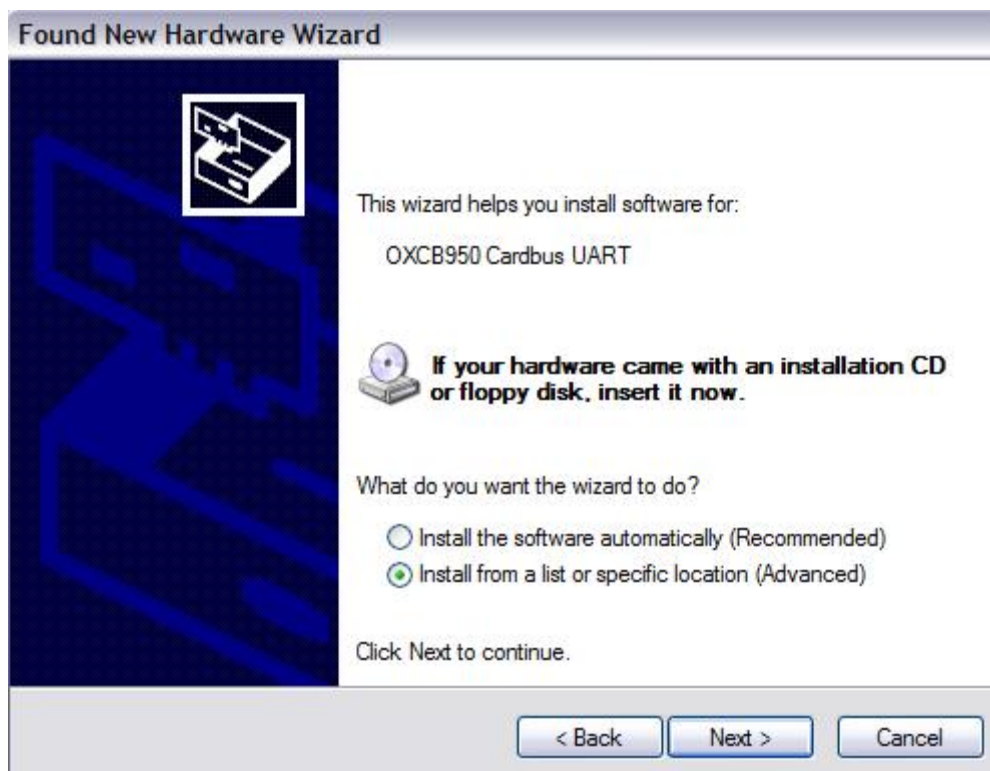 Found New Hardware Wizard
This wizard helps you install software for:
OXCB950 Cardbus UART
If your hardware came with an installation CD
or floppy disk, insert it now.
What do you want the wizard to do?
Install the software automatically (Recommended)
Install from a list or specific location (Advanced)
Click Next to continue.
< Back Next > Cancel